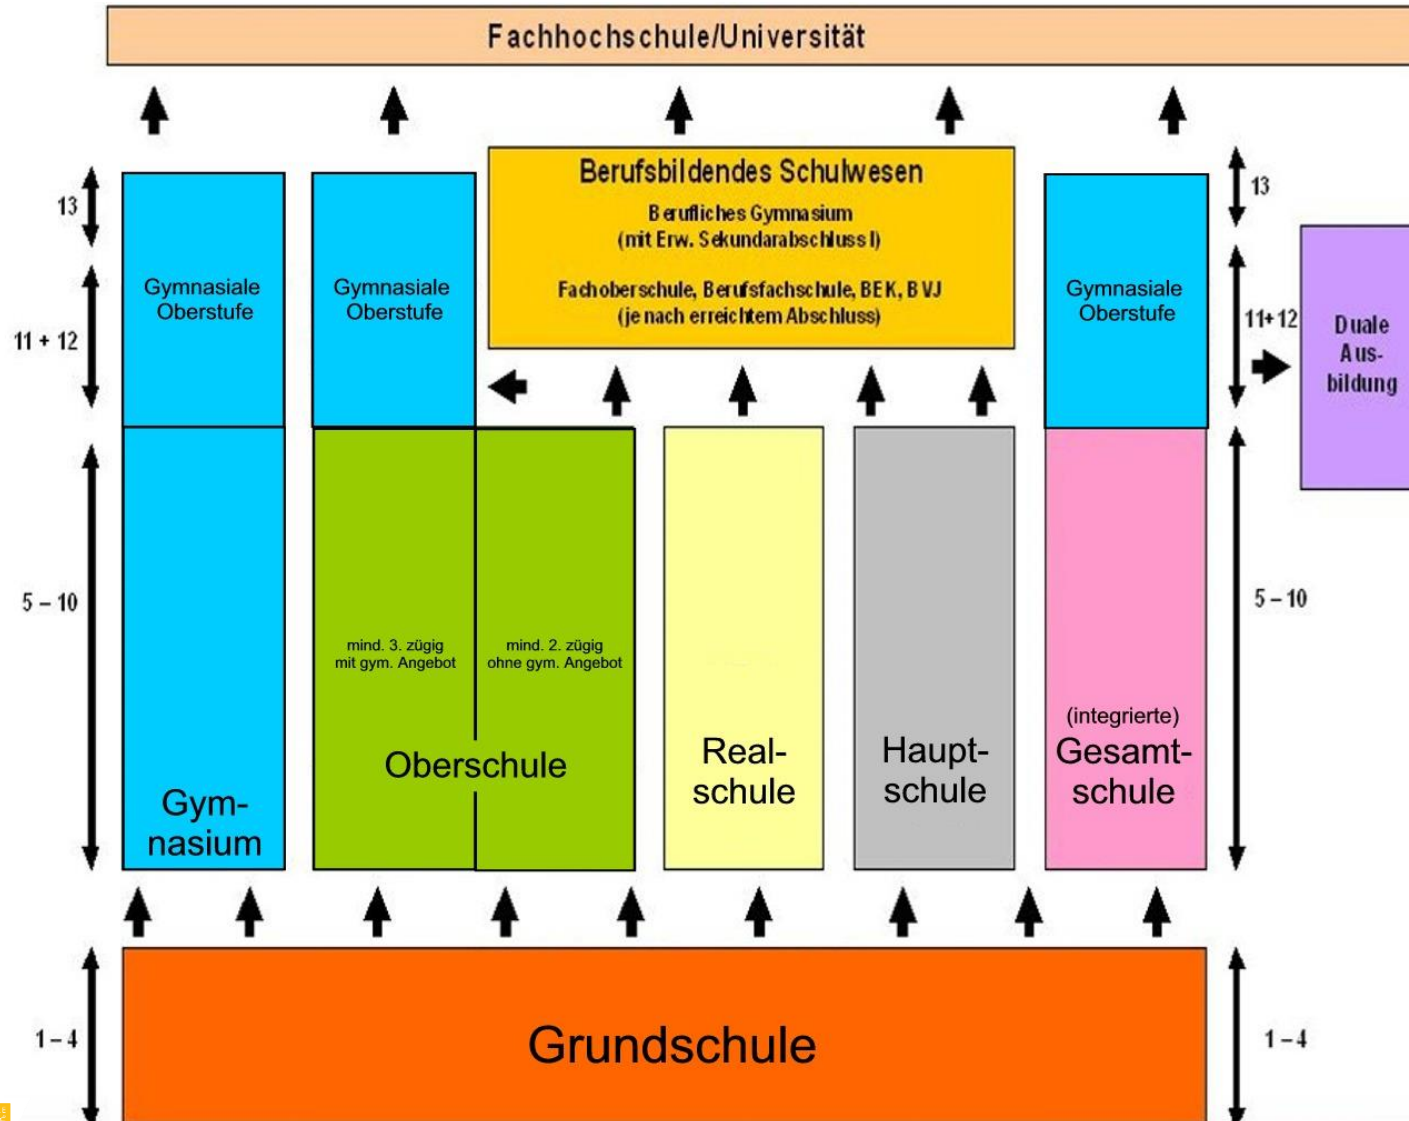 Fachhochschule/Universität
Berufsbildendes Schulwesen
Berufliches Gymnasium
(mit Erw. Sekundarabschluss I)
Fachoberschule, Berufsfachschule, BEK, BVJ
(je nach erreichtem Abschluss)
13
11 + 12
Gymnasiale
Oberstufe
Gymnasiale
Oberstufe
Gymnasiale
Oberstufe
13
11+12
Duale
Aus-
bildung
5 – 10
mind. 3. zügig
mit gym. Angebot
mind. 2. zügig
ohne gym. Angebot
5 – 10
Gym-
nasium
Oberschule
Real-
schule
Haupt-
schule
(integrierte)
Gesamt-
schule
1 – 4
Grundschule
1 – 4